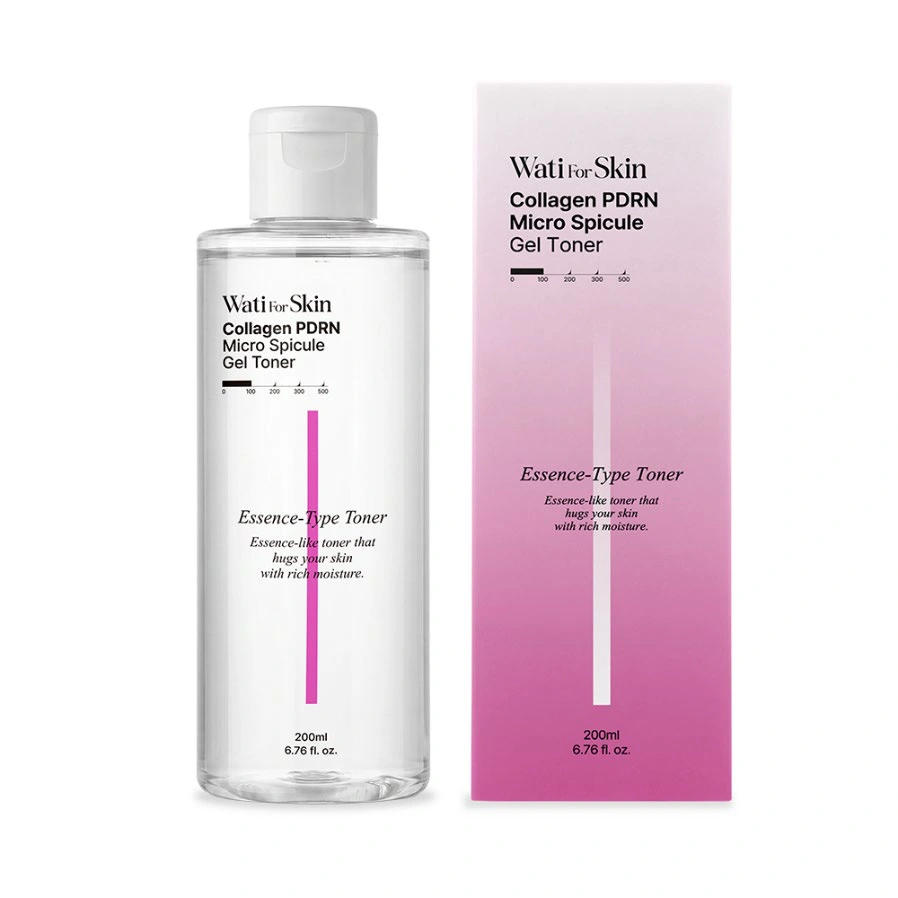 Wati For Skin
Collagen PDRN
Micro Spicule
Gel Toner
0 100 200 300 500
Essence-Type Toner
Essence-like toner that
hugs your skin
with rich moisture.
200ml
6.76 fl. oz.
Wati For Skin
Collagen PDRN
Micro Spicule
Gel Toner
0 100 200 300 500
Essence-Type Toner
Essence-like toner that
hugs your skin
with rich moisture.
200ml
6.76 fl. oz.